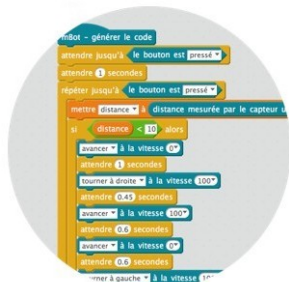 mBot - générer le code
attendre jusqu'à le bouton est pressé
attendre 1 secondes
répéter jusqu'à le bouton est pressé
mettre distance à distance mesurée par le capteur
si distance < 10 alors
avancer à la vitesse 0
attendre 1 secondes
tourner à droite à la vitesse 100
attendre 0.45 secondes
avancer à la vitesse 100
attendre 0.6 secondes
avancer à la vitesse 0
attendre 0.6 secondes
tourner à gauche à la vitesse